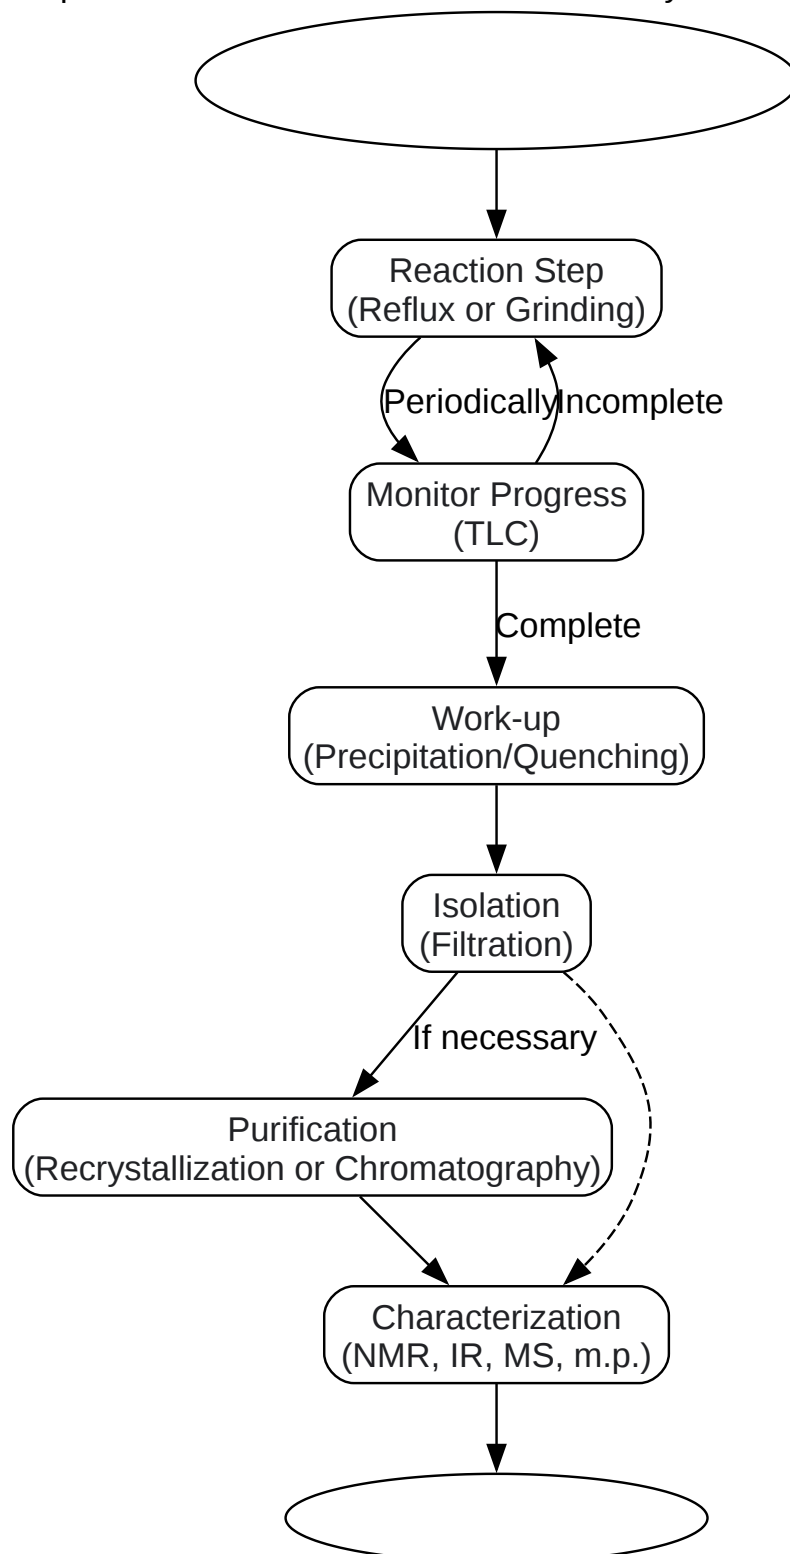 Reaction Step
(Reflux or Grinding)
Periodically
Incomplete
Monitor Progress
(TLC)
Complete
Work-up
(Precipitation/Quenching)
Isolation
(Filtration)
If necessary
Purification
(Recrystallization or Chromatography)
Characterization
(NMR, IR, MS, m.p.)